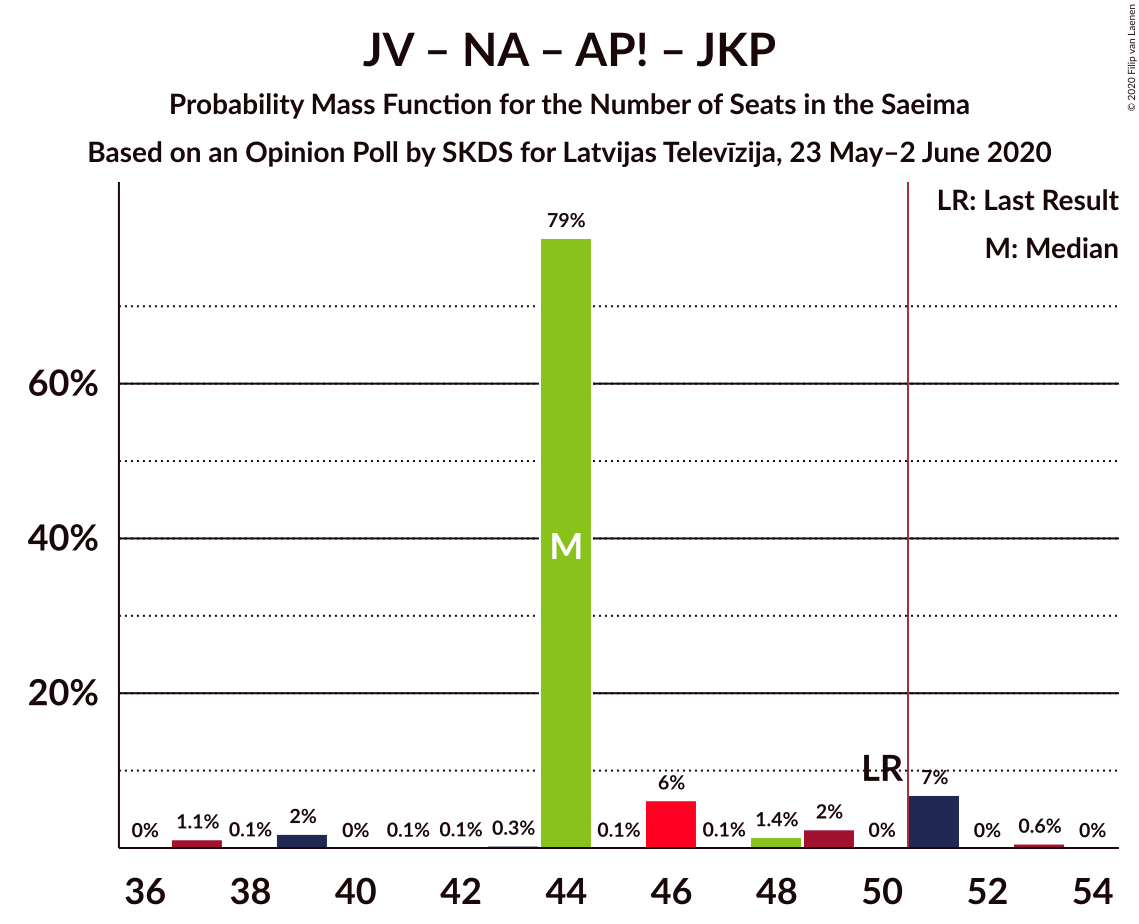 JV – NA – AP! – JKP
Probability Mass Function for the Number of Seats in the Saeima
Based on an Opinion Poll by SKDS for Latvijas Televīzija, 23 May–2 June 2020
© 2020 Filip van Laenen
LR: Last Result
M: Median
60%
40%
20%
0%
1.1%
0.1%
2%
0%
0.1%
0.1%
0.3%
79%
M
0.1%
6%
0.1%
1.4%
2%
0%
LR
7%
0%
0.6%
0%
36 38 40 42 44 46 48 50 52 54